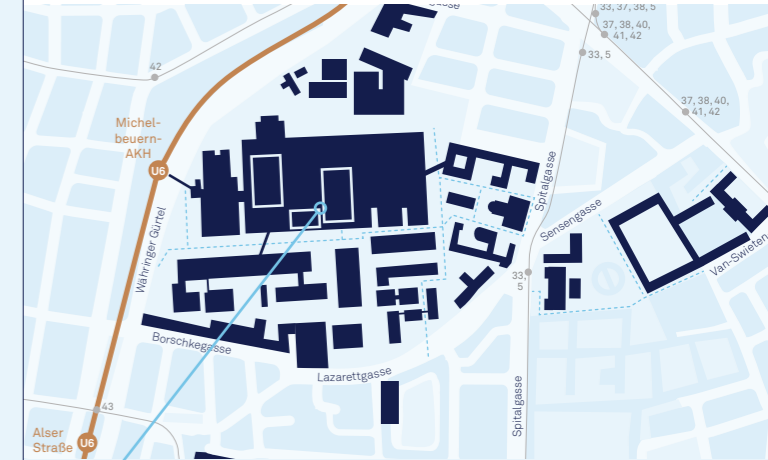 33, 37, 38, 5
37, 38, 40,
41, 42
33, 5
42
37, 38, 40,
41, 42
Michel-
beuern-
AKH
U6
Spitalgasse
Sensengasse
Währinger Gürtel
Van-Swieten
33,
5
Borschkegasse
Lazarettgasse
Spitalgasse
43
Alser
Straße
U6